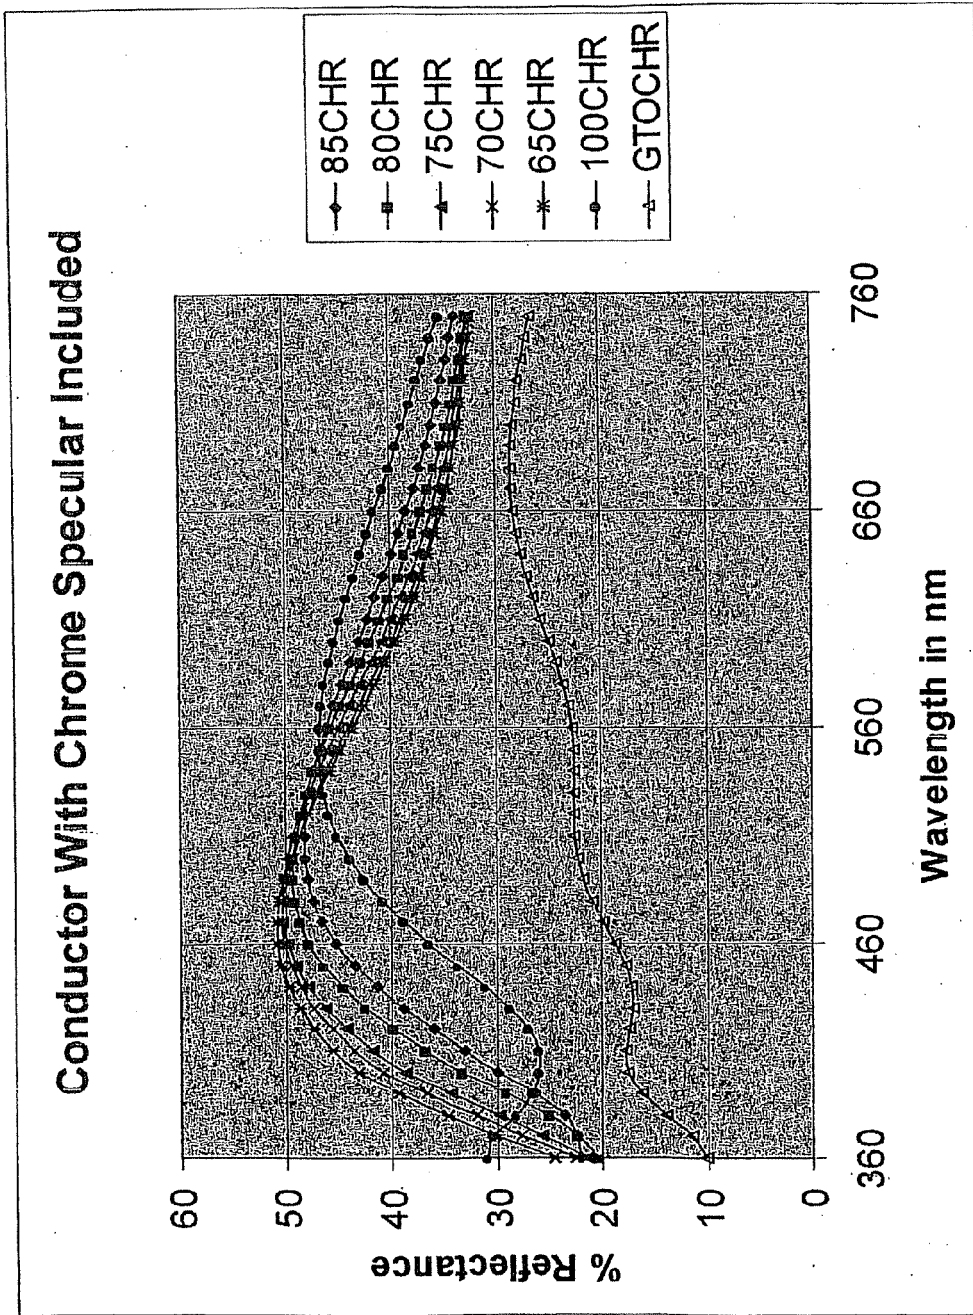 Conductor With Chrome Specular Included
60
50
40
30
20
10
0
% Reflectance
360
460
560
660
760
Wavelength in nm
85CHR
80CHR
75CHR
70CHR
65CHR
100CHR
GTOCHR